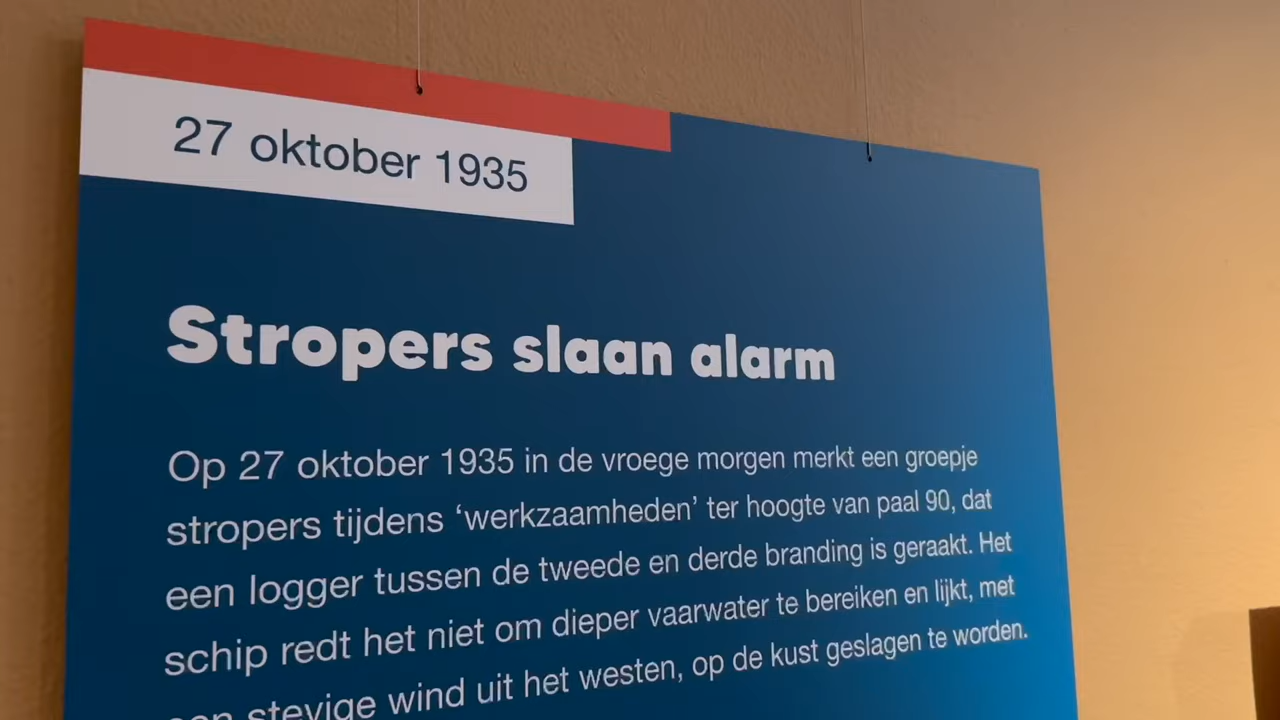 27 oktober 1935
Stropers slaan alarm
Op 27 oktober 1935 in de vroege morgen merkt een groepje
stropers tijdens ‘werkzaamheden’ ter hoogte van paal 90, dat
een logger tussen de tweede en derde branding is geraakt. Het
schip redt het niet om dieper vaarwater te bereiken en lijkt, met
een stevige wind uit het westen, op de kust geslagen te worden.